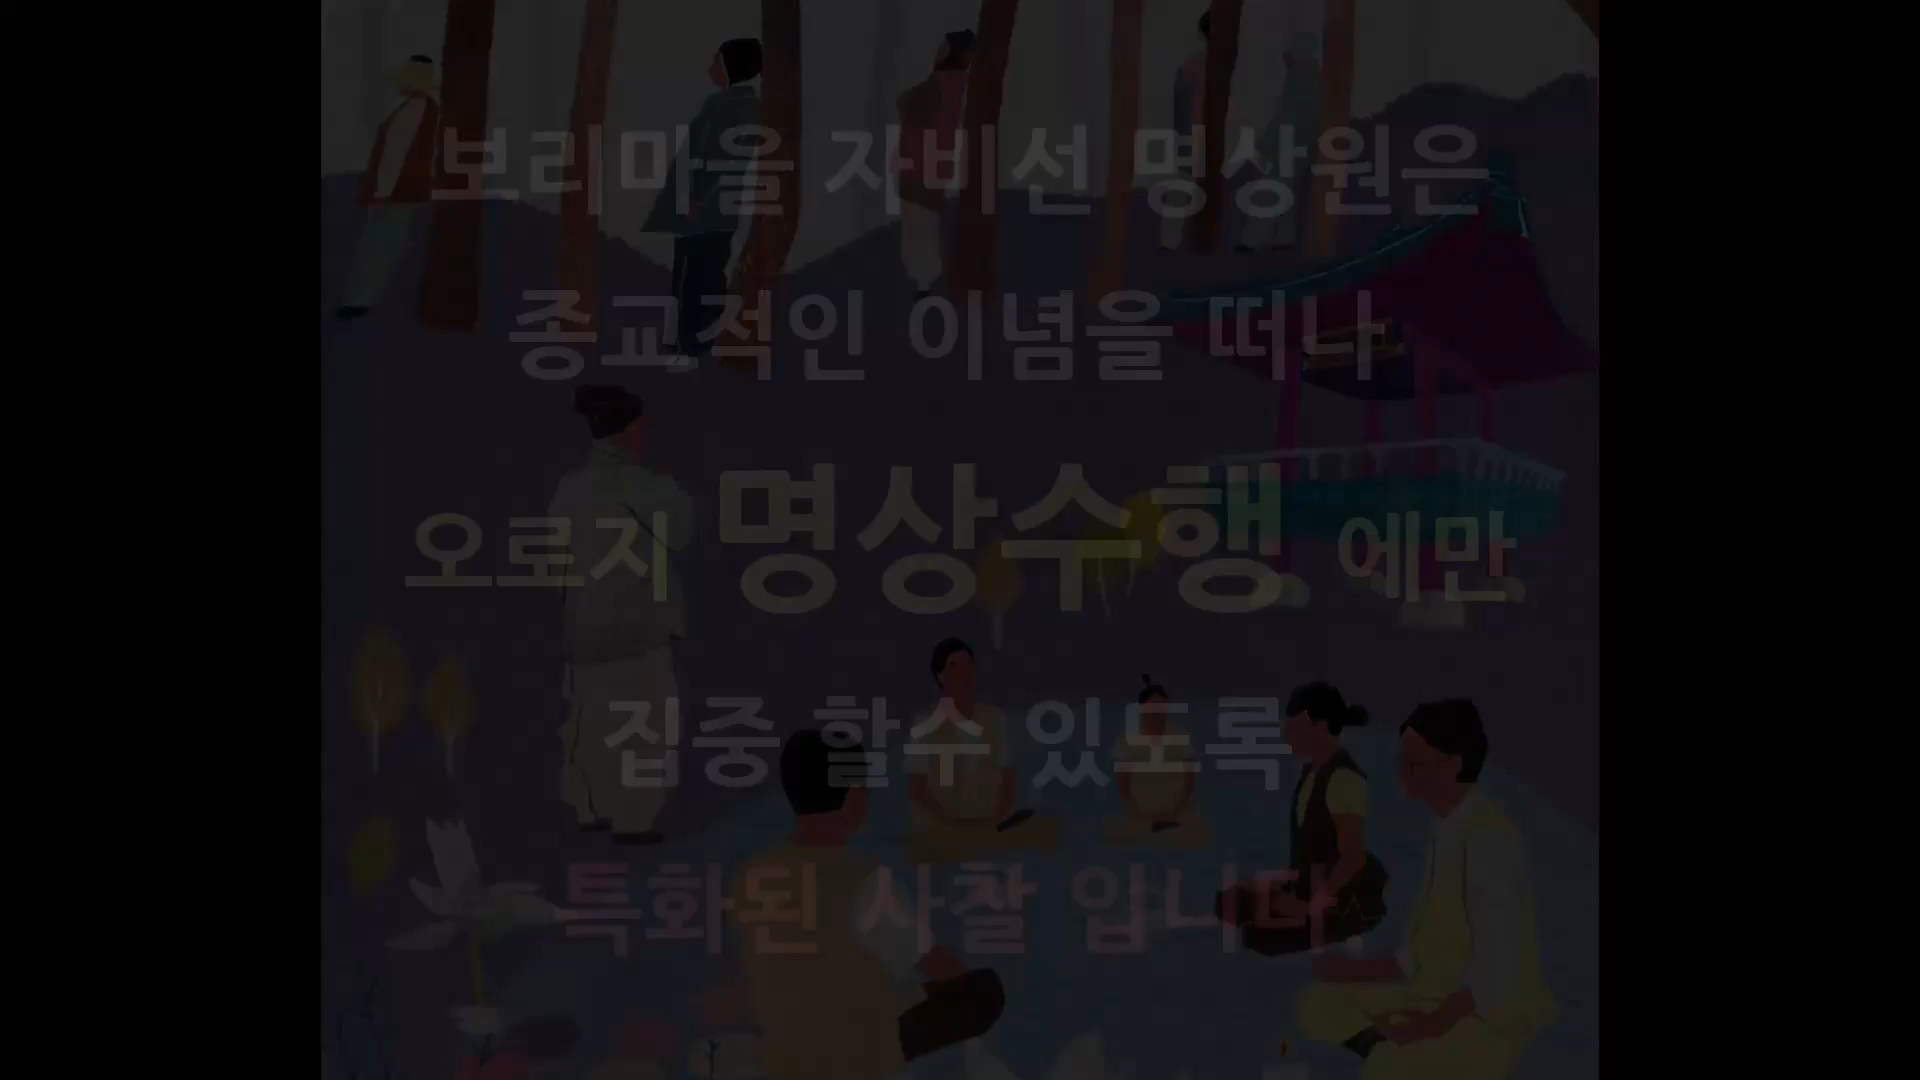 보리마을 자비선 명상원은
종교적인 이념을 떠나
오로지 명상수행 에만
집중 할수 있도록
특화된 사찰 입니다.